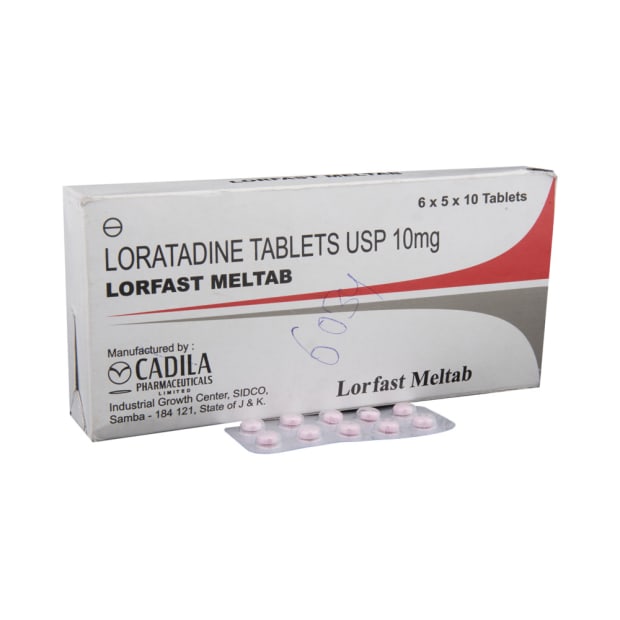 LORFAST MELTAB
6 x 5 x 10 Tablets
LORATADINE TABLETS USP 10mg
LORFAST MELTAB
6051
Manufactured by :
CADILA
PHARMACEUTICALS
LIMITED
Industrial Growth Center, SIDCO,
Samba - 184 121, State of J & K.
Lorfast Meltab